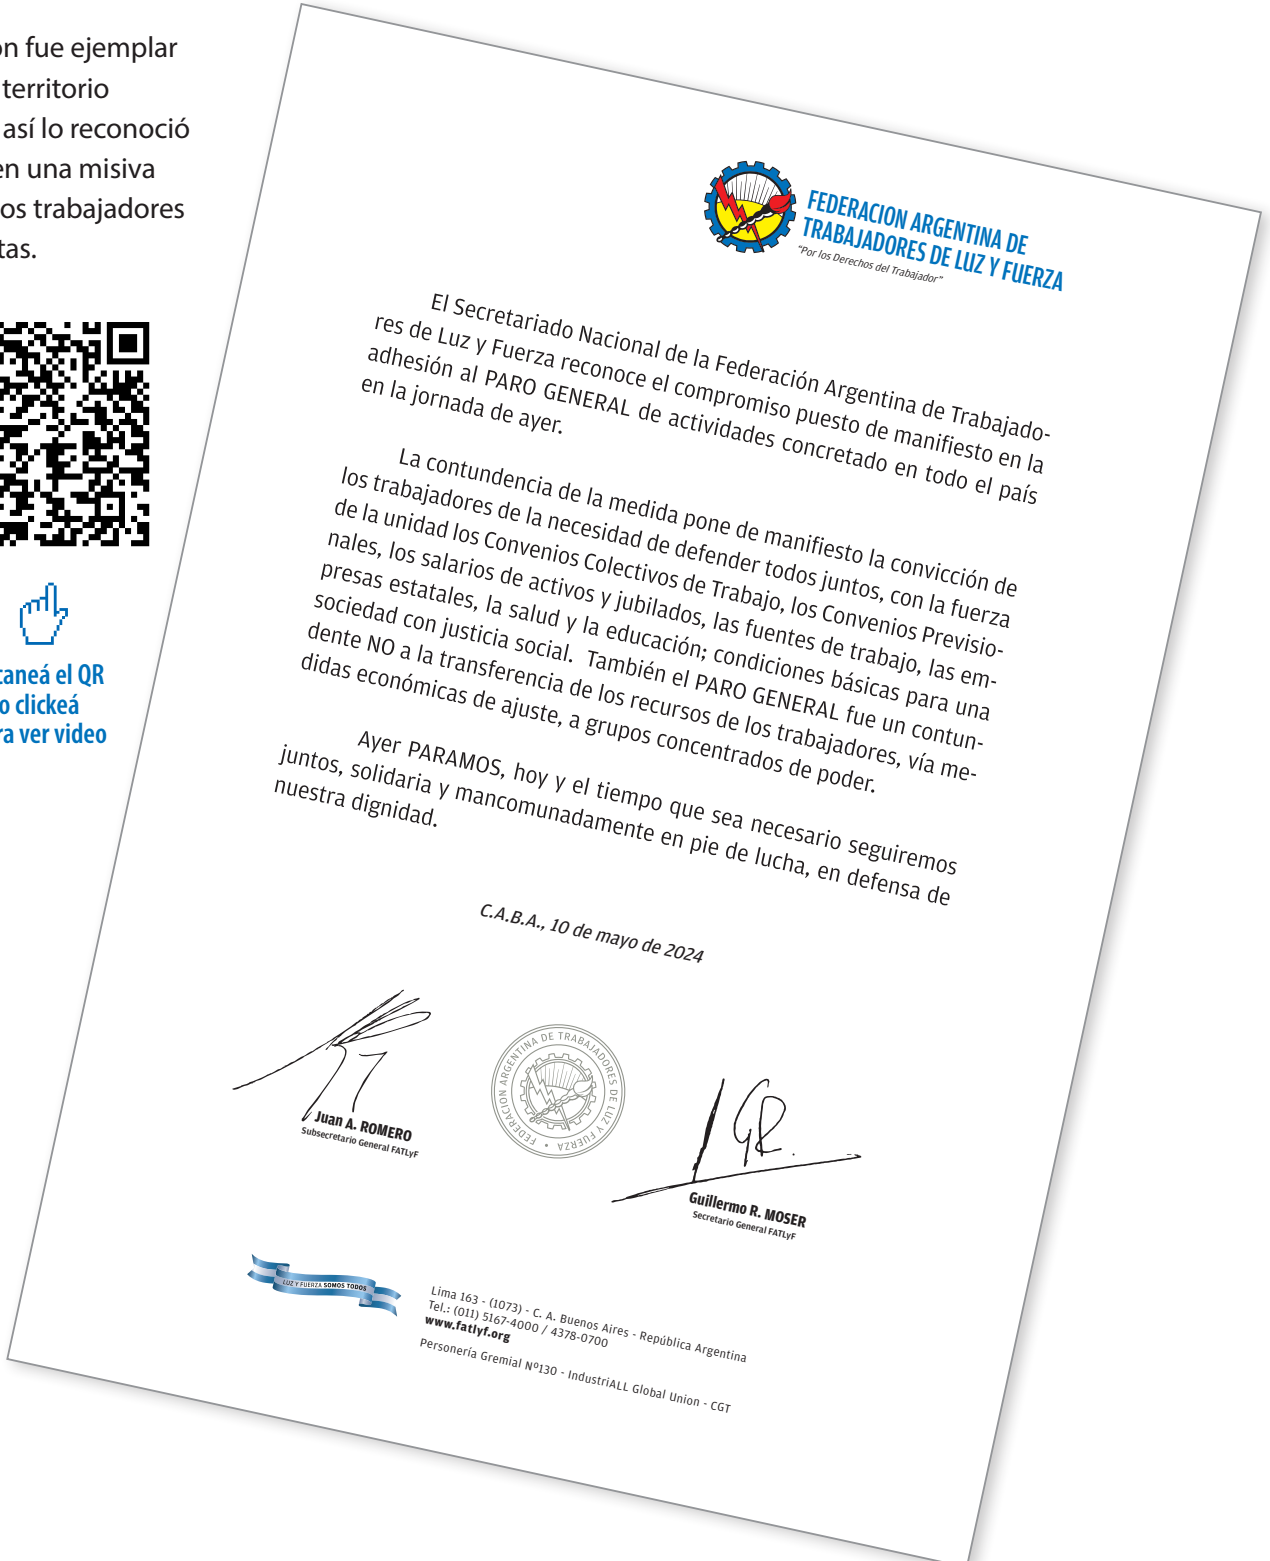 ón fue ejemplar
territorio
así lo reconoció
en una misiva
os trabajadores
tas.
caneá el QR
o clickeá
ra ver video
FEDERACION ARGENTINA DE
TRABAJADORES DE LUZ Y FUERZA
"Por los Derechos del Trabajador"
El Secretariado Nacional de la Federación Argentina de Trabajado-
res de Luz y Fuerza reconoce el compromiso puesto de manifiesto en la
adhesión al PARO GENERAL de actividades concretado en todo el país
en la jornada de ayer.
La contundencia de la medida pone de manifiesto la convicción de
los trabajadores de la necesidad de defender todos juntos, con la fuerza
de la unidad los Convenios Colectivos de Trabajo, los Convenios Previsio-
nales, los salarios de activos y jubilados, las fuentes de trabajo, las em-
presas estatales, la salud y la educación; condiciones básicas para una
sociedad con justicia social. También el PARO GENERAL fue un contun-
dente NO a la transferencia de los recursos de los trabajadores, vía me-
didas económicas de ajuste, a grupos concentrados de poder.
Ayer PARAMOS, hoy y el tiempo que sea necesario seguiremos
juntos, solidaria y mancomunadamente en pie de lucha, en defensa de
nuestra dignidad.
C.A.B.A., 10 de mayo de 2024
Juan A. ROMERO
Subsecretario General FATLyF
FEDERACION ARGENTINA DE TRABAJADORES DE LUZ Y FUERZA •
Guillermo R. MOSER
Secretario General FATLyF
LUZ Y FUERZA SOMOS TODOS
Lima 163 - (1073) - C. A. Buenos Aires - República Argentina
Tel.: (011) 5167-4000 / 4378-0700
www.fatlyf.org
Personería Gremial Nº130 - IndustriALL Global Union - CGT